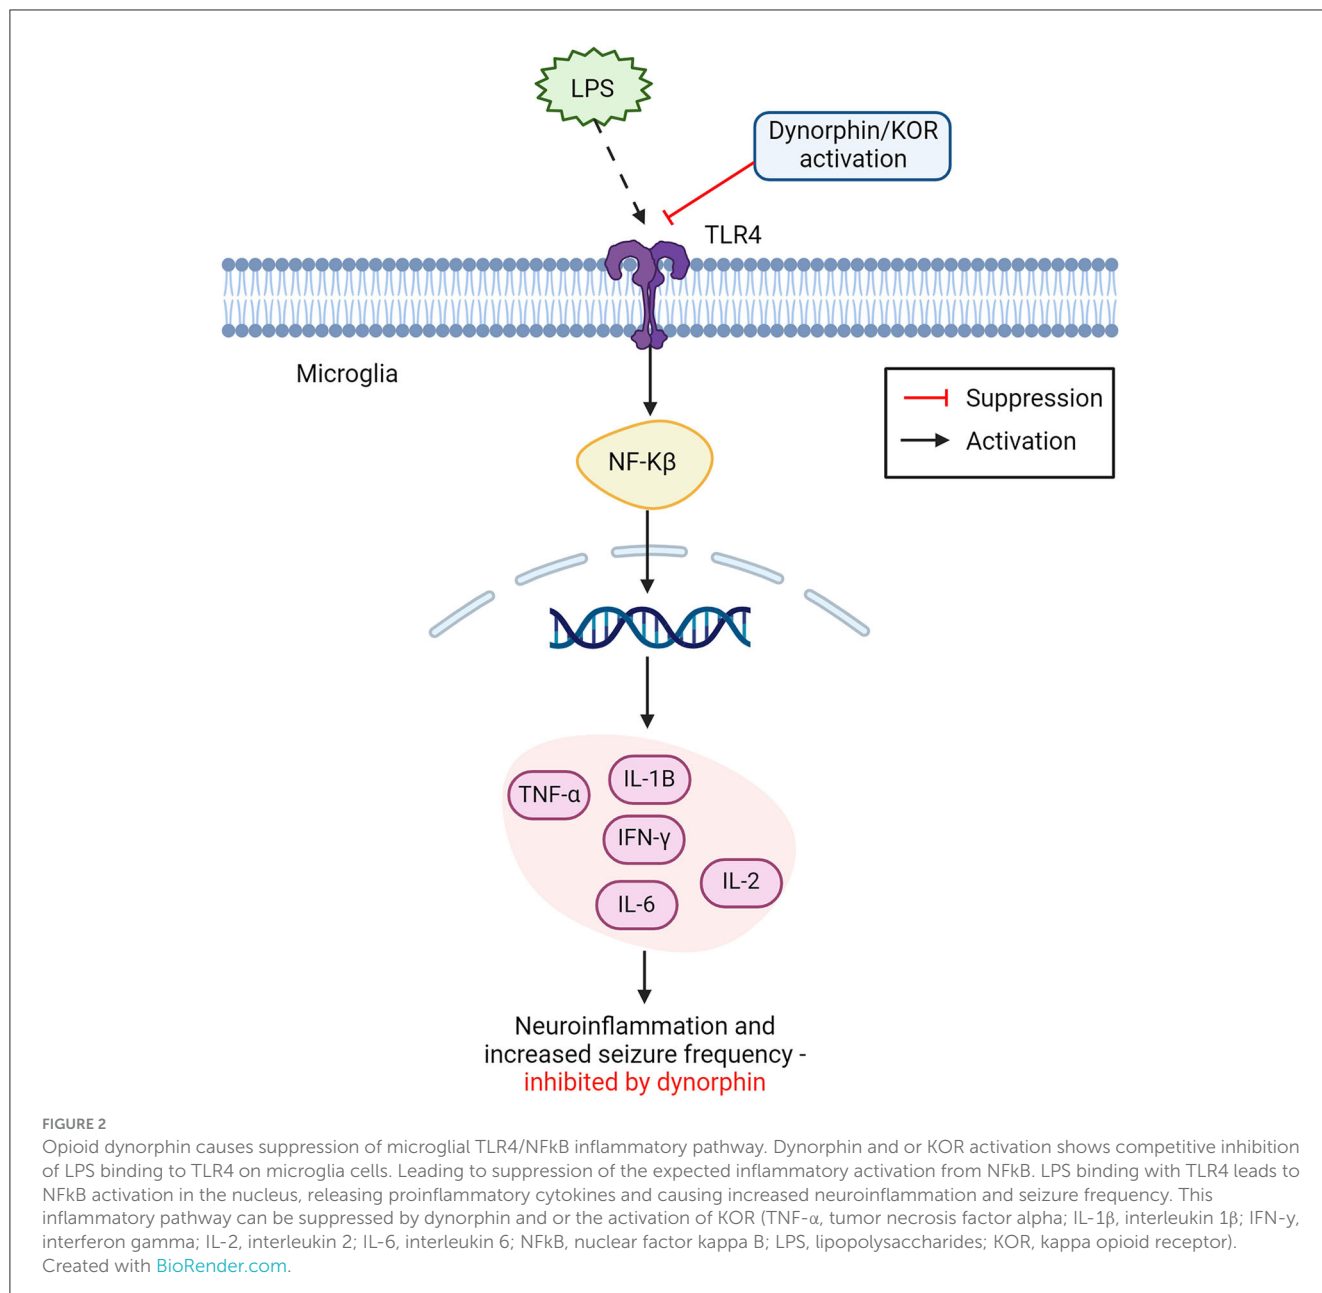 LPS
Dynorphin/KOR
activation
TLR4
Microglia
Suppression
Activation
NF-Kβ
IL-1B
TNF-α
IFN-γ
IL-2
IL-6
Neuroinflammation and
increased seizure frequency -
inhibited by dynorphin
FIGURE 2
Opioid dynorphin causes suppression of microglial TLR4/NFkB inflammatory pathway. Dynorphin and or KOR activation shows competitive inhibition
of LPS binding to TLR4 on microglia cells. Leading to suppression of the expected inflammatory activation from NFkB. LPS binding with TLR4 leads to
NFkB activation in the nucleus, releasing proinflammatory cytokines and causing increased neuroinflammation and seizure frequency. This
inflammatory pathway can be suppressed by dynorphin and or the activation of KOR (TNF-α, tumor necrosis factor alpha; IL-1β, interleukin 1β; IFN-y,
interferon gamma; IL-2, interleukin 2; IL-6, interleukin 6; NFkB, nuclear factor kappa B; LPS, lipopolysaccharides; KOR, kappa opioid receptor).
Created with BioRender.com.